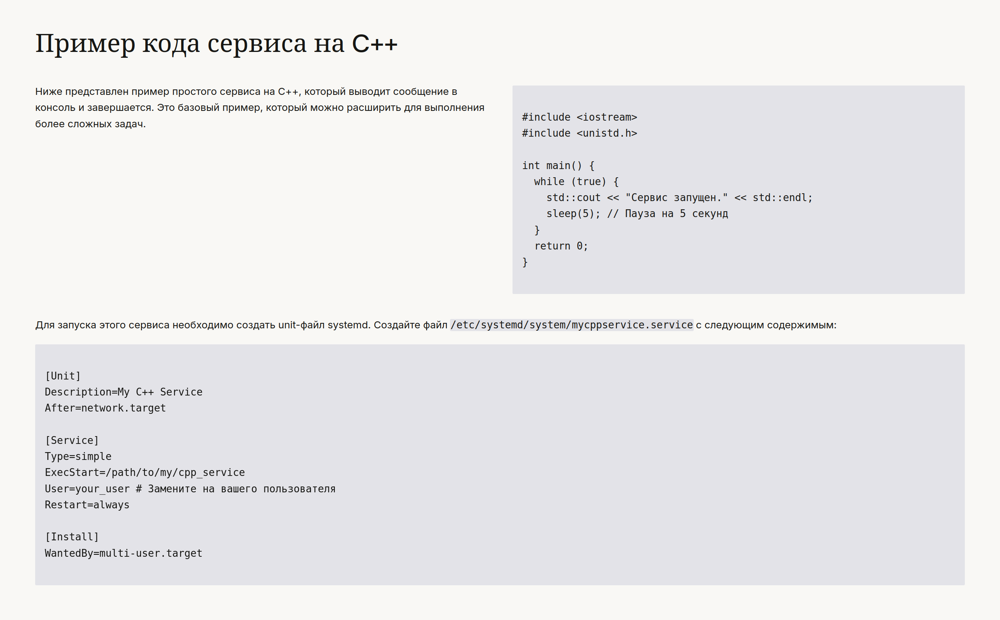 Пример кода сервиса на C++
Ниже представлен пример простого сервиса на C++, который выводит сообщение в
консоль и завершается. Это базовый пример, который можно расширить для выполнения
более сложных задач.
#include <iostream>
#include <unistd.h>
int main() {
  while (true) {
    std::cout << "Сервис запущен." << std::endl;
    sleep(5); // Пауза на 5 секунд
  }
  return 0;
}
Для запуска этого сервиса необходимо создать unit-файл systemd. Создайте файл /etc/systemd/system/mycppservice.service с следующим содержимым:
[Unit]
Description=My C++ Service
After=network.target
[Service]
Type=simple
ExecStart=/path/to/my/cpp_service
User=your_user # Замените на вашего пользователя
Restart=always
[Install]
WantedBy=multi-user.target